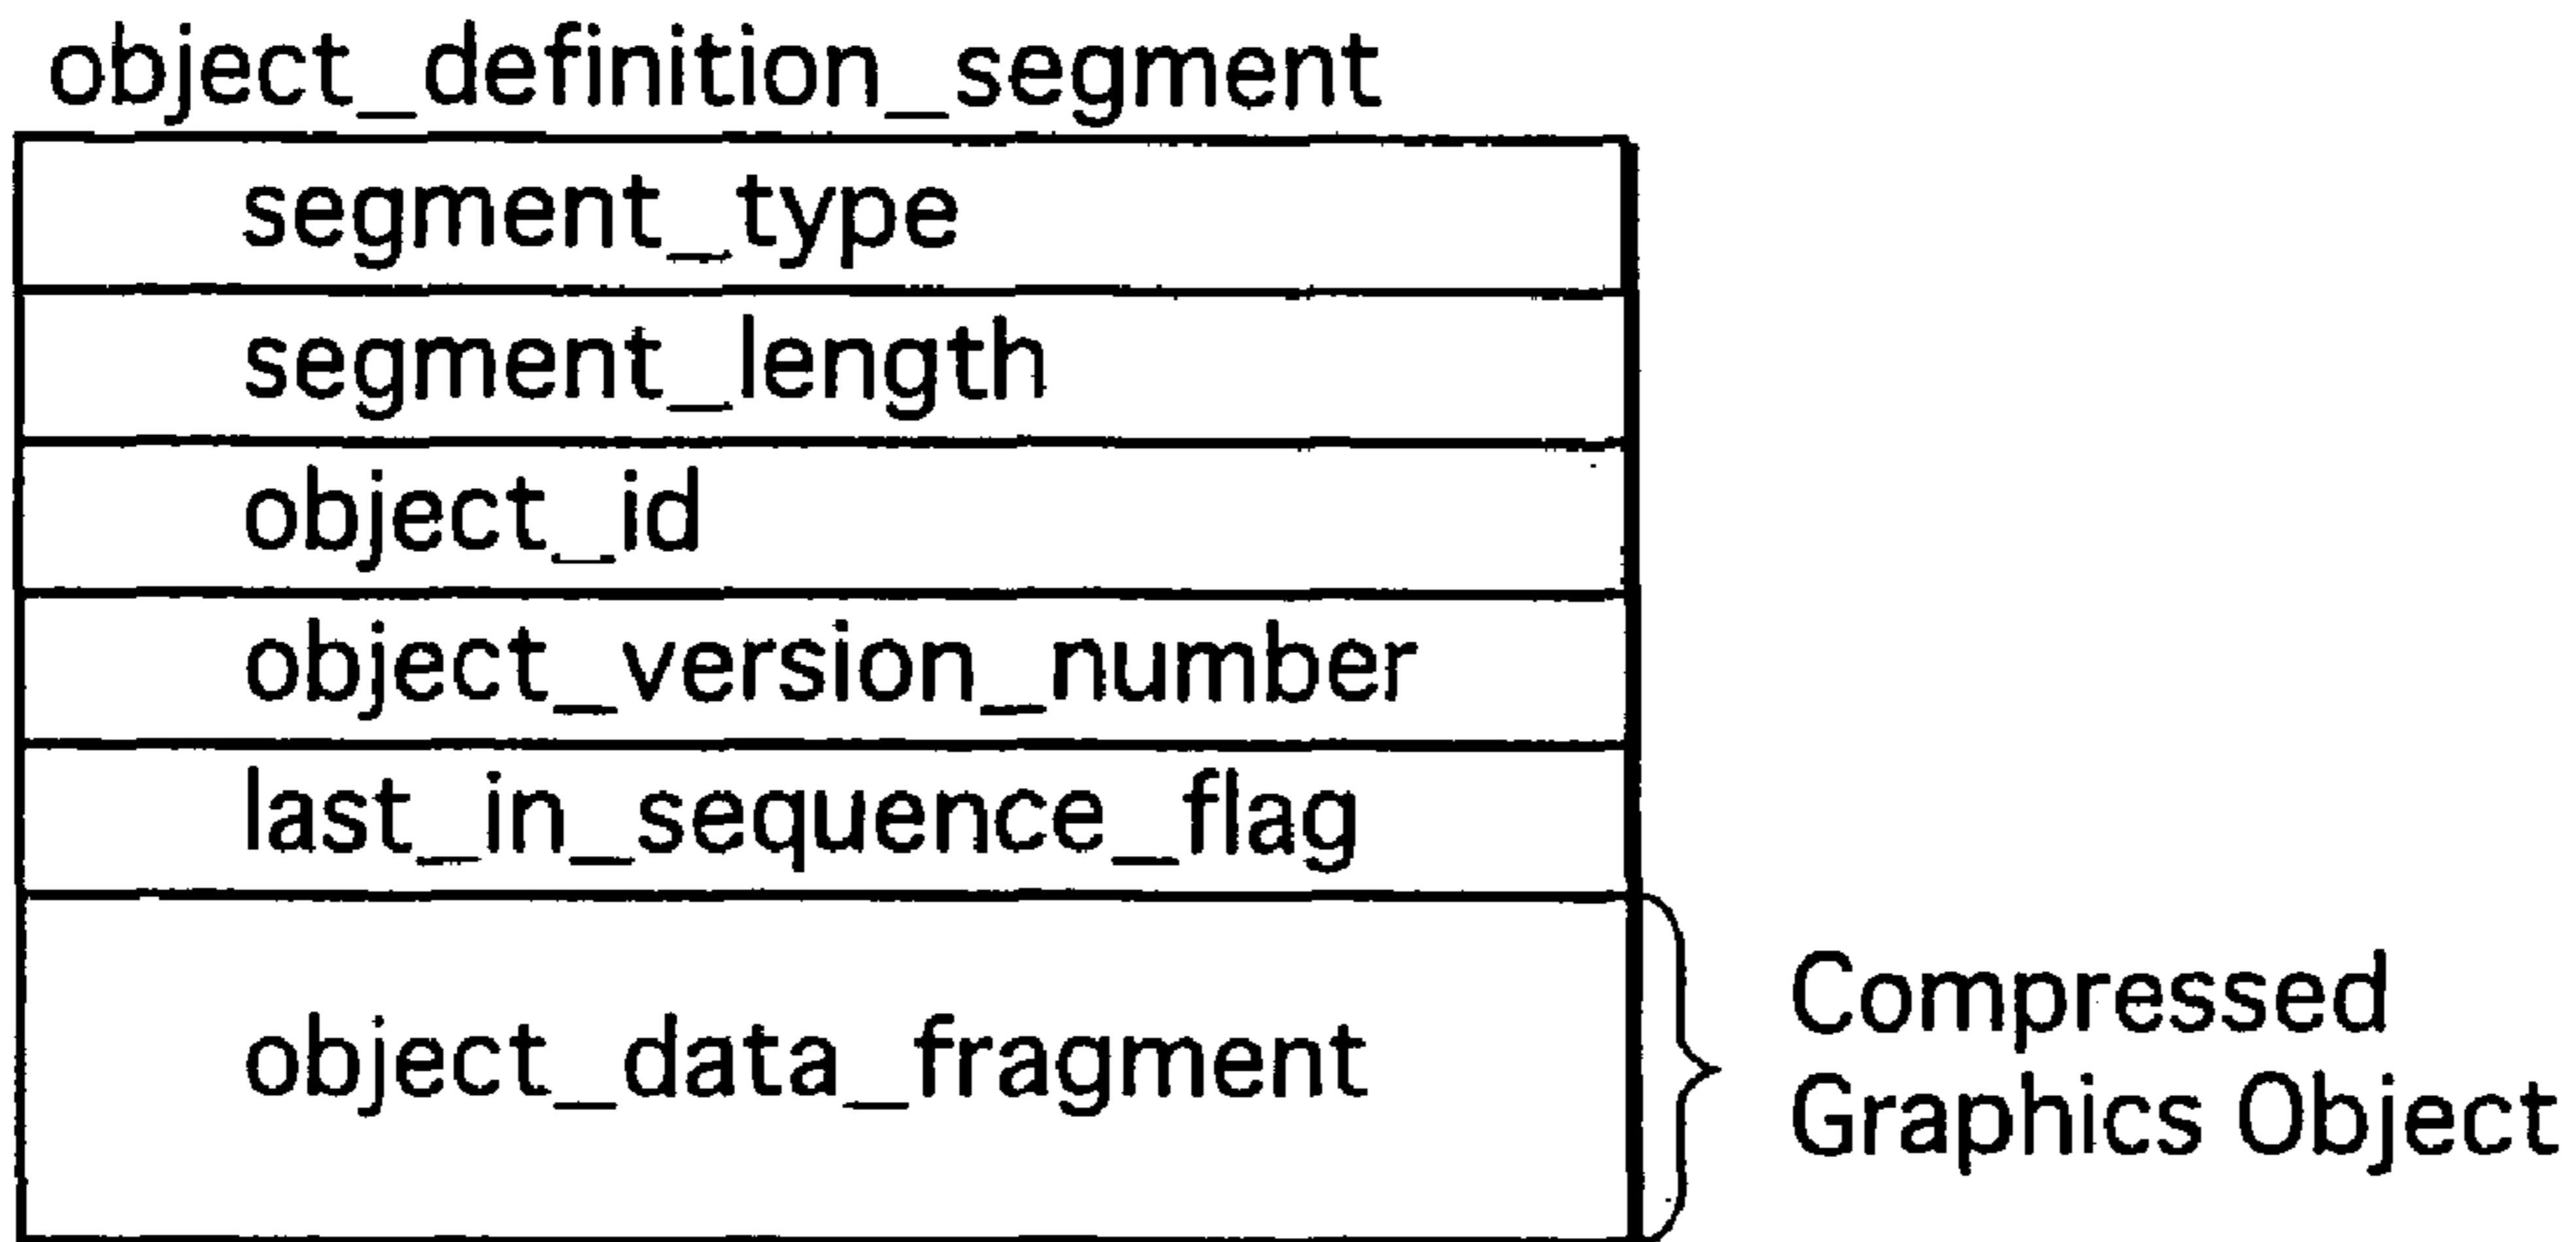 object_definition_segment
segment_type
segment_length
object_id
object_version_number
last_in_sequence_flag
object_data_fragment
Compressed
Graphics Object